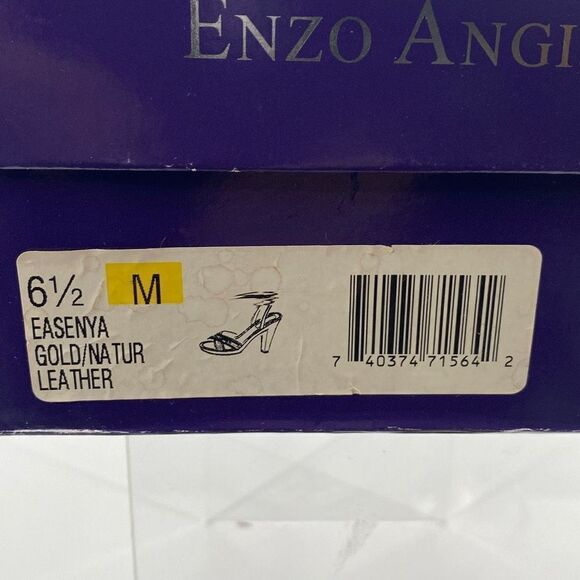 ENZO ANGI
6½ M
EASENYA
GOLD/NATUR
LEATHER
7 40374 71564 2